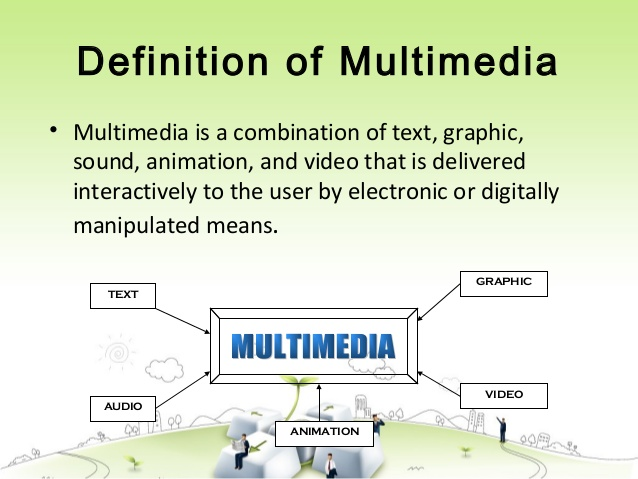 Definition of Multimedia
• Multimedia is a combination of text, graphic,
sound, animation, and video that is delivered
interactively to the user by electronic or digitally
manipulated means.
TEXT
GRAPHIC
MULTIMEDIA
AUDIO
VIDEO
ANIMATION